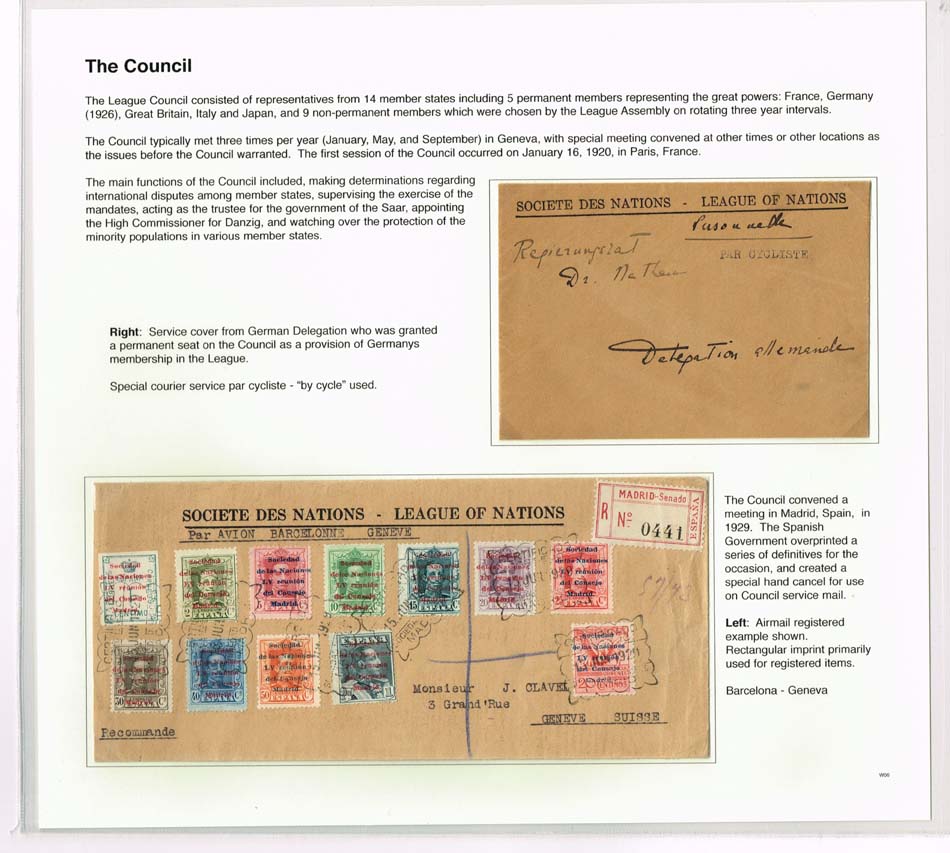 The Council
The League Council consisted of representatives from 14 member states including 5 permanent members representing the great powers: France, Germany
(1926), Great Britain, Italy and Japan, and 9 non-permanent members which were chosen by the League Assembly on rotating three year intervals.
The Council typically met three times per year (January, May, and September) in Geneva, with special meeting convened at other times or other locations as
the issues before the Council warranted. The first session of the Council occurred on January 16, 1920, in Paris, France.
The main functions of the Council included, making determinations regarding
international disputes among member states, supervising the exercise of the
mandates, acting as the trustee for the government of the Saar, appointing
the High Commissioner for Danzig, and watching over the protection of the
minority populations in various member states.
SOCIETE DES NATIONS - LEAGUE OF NATIONS
Personnelle
Regierungsrat
PAR CYCLISTE
Dr.
Delegation allemande
Right: Service cover from German Delegation who was granted
a permanent seat on the Council as a provision of Germanys
membership in the League.
Special courier service par cycliste - “by cycle” used.
MADRID-Senado
R Nº 0441
ESPAÑA
SOCIETE DES NATIONS - LEAGUE OF NATIONS
Par AVION BARCELONNE GENEVE
Sociedad
de las Naciones
LV reunión
del Consejo
Madrid.
ESPAÑA
Monsieur J. CLAVEL
3 Grand'Rue
GENEVE SUISSE
Recommande
The Council convened a
meeting in Madrid, Spain, in
1929. The Spanish
Government overprinted a
series of definitives for the
occasion, and created a
special hand cancel for use
on Council service mail.
Left: Airmail registered
example shown.
Rectangular imprint primarily
used for registered items.
Barcelona - Geneva
W06